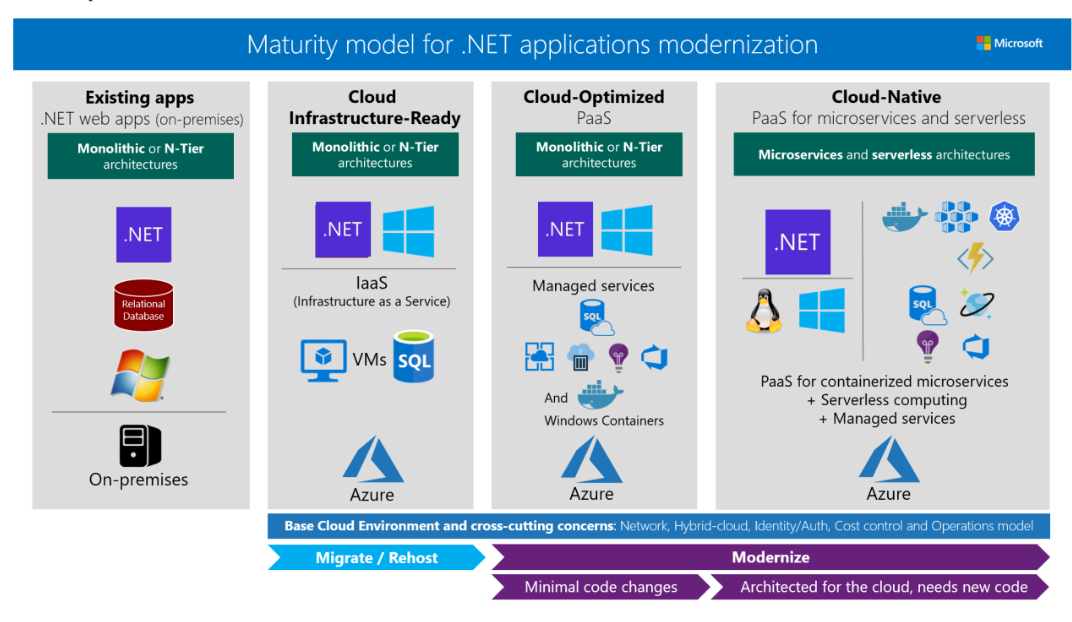 Maturity model for .NET applications modernization
Microsoft
Existing apps
.NET web apps (on-premises)
Monolithic or N-Tier
architectures
.NET
Relational
Database
On-premises
Cloud
Infrastructure-Ready
Monolithic or N-Tier
architectures
.NET
IaaS
(Infrastructure as a Service)
VMs
SQL
Azure
Cloud-Optimized
PaaS
Monolithic or N-Tier
architectures
.NET
Managed services
SQL
And
Windows Containers
Azure
Cloud-Native
PaaS for microservices and serverless
Microservices and serverless architectures
.NET
SQL
PaaS for containerized microservices
+ Serverless computing
+ Managed services
Azure
Base Cloud Environment and cross-cutting concerns: Network, Hybrid-cloud, Identity/Auth, Cost control and Operations model
Migrate / Rehost
Modernize
Minimal code changes
Architected for the cloud, needs new code